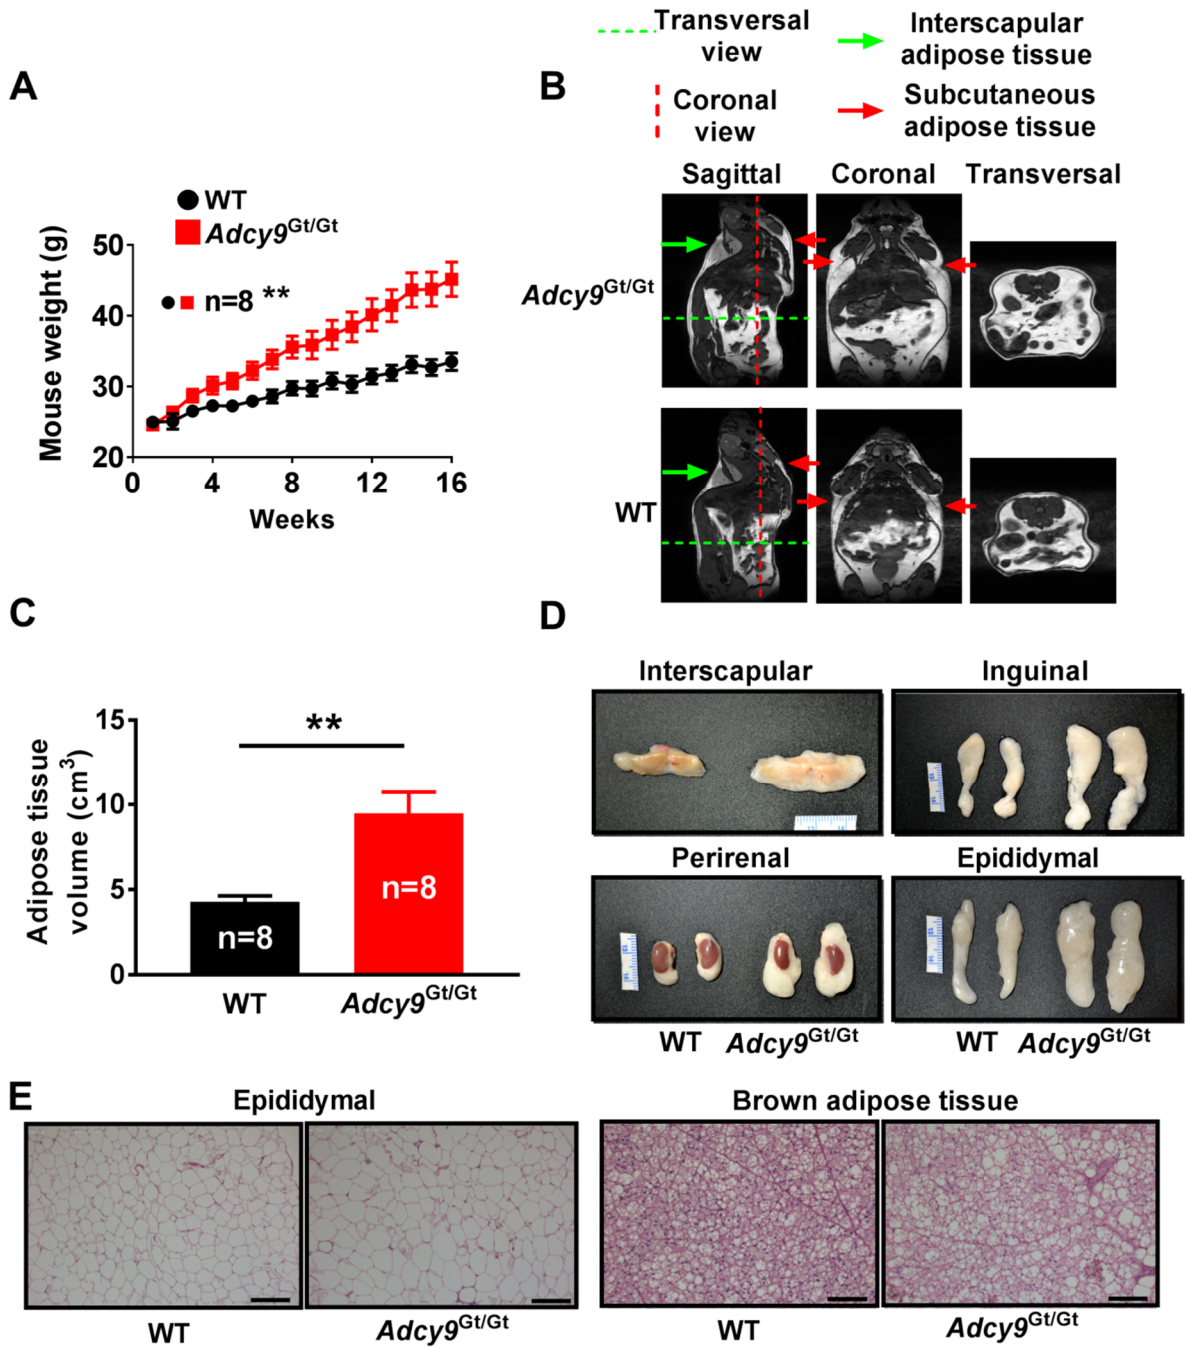 A
WT
Adcy9Gt/Gt
n=8 **
Mouse weight (g)
50
40
30
20
0
4
8
12
16
Weeks
B
Transversal
view
Interscapular
adipose tissue
Coronal
view
Subcutaneous
adipose tissue
Sagittal
Coronal
Transversal
Adcy9Gt/Gt
WT
C
Adipose tissue
volume (cm3)
15
10
5
0
**
n=8
n=8
WT
Adcy9Gt/Gt
D
Interscapular
Inguinal
Perirenal
Epididymal
WT
Adcy9Gt/Gt
WT
Adcy9Gt/Gt
E
Epididymal
Brown adipose tissue
WT
Adcy9Gt/Gt
WT
Adcy9Gt/Gt